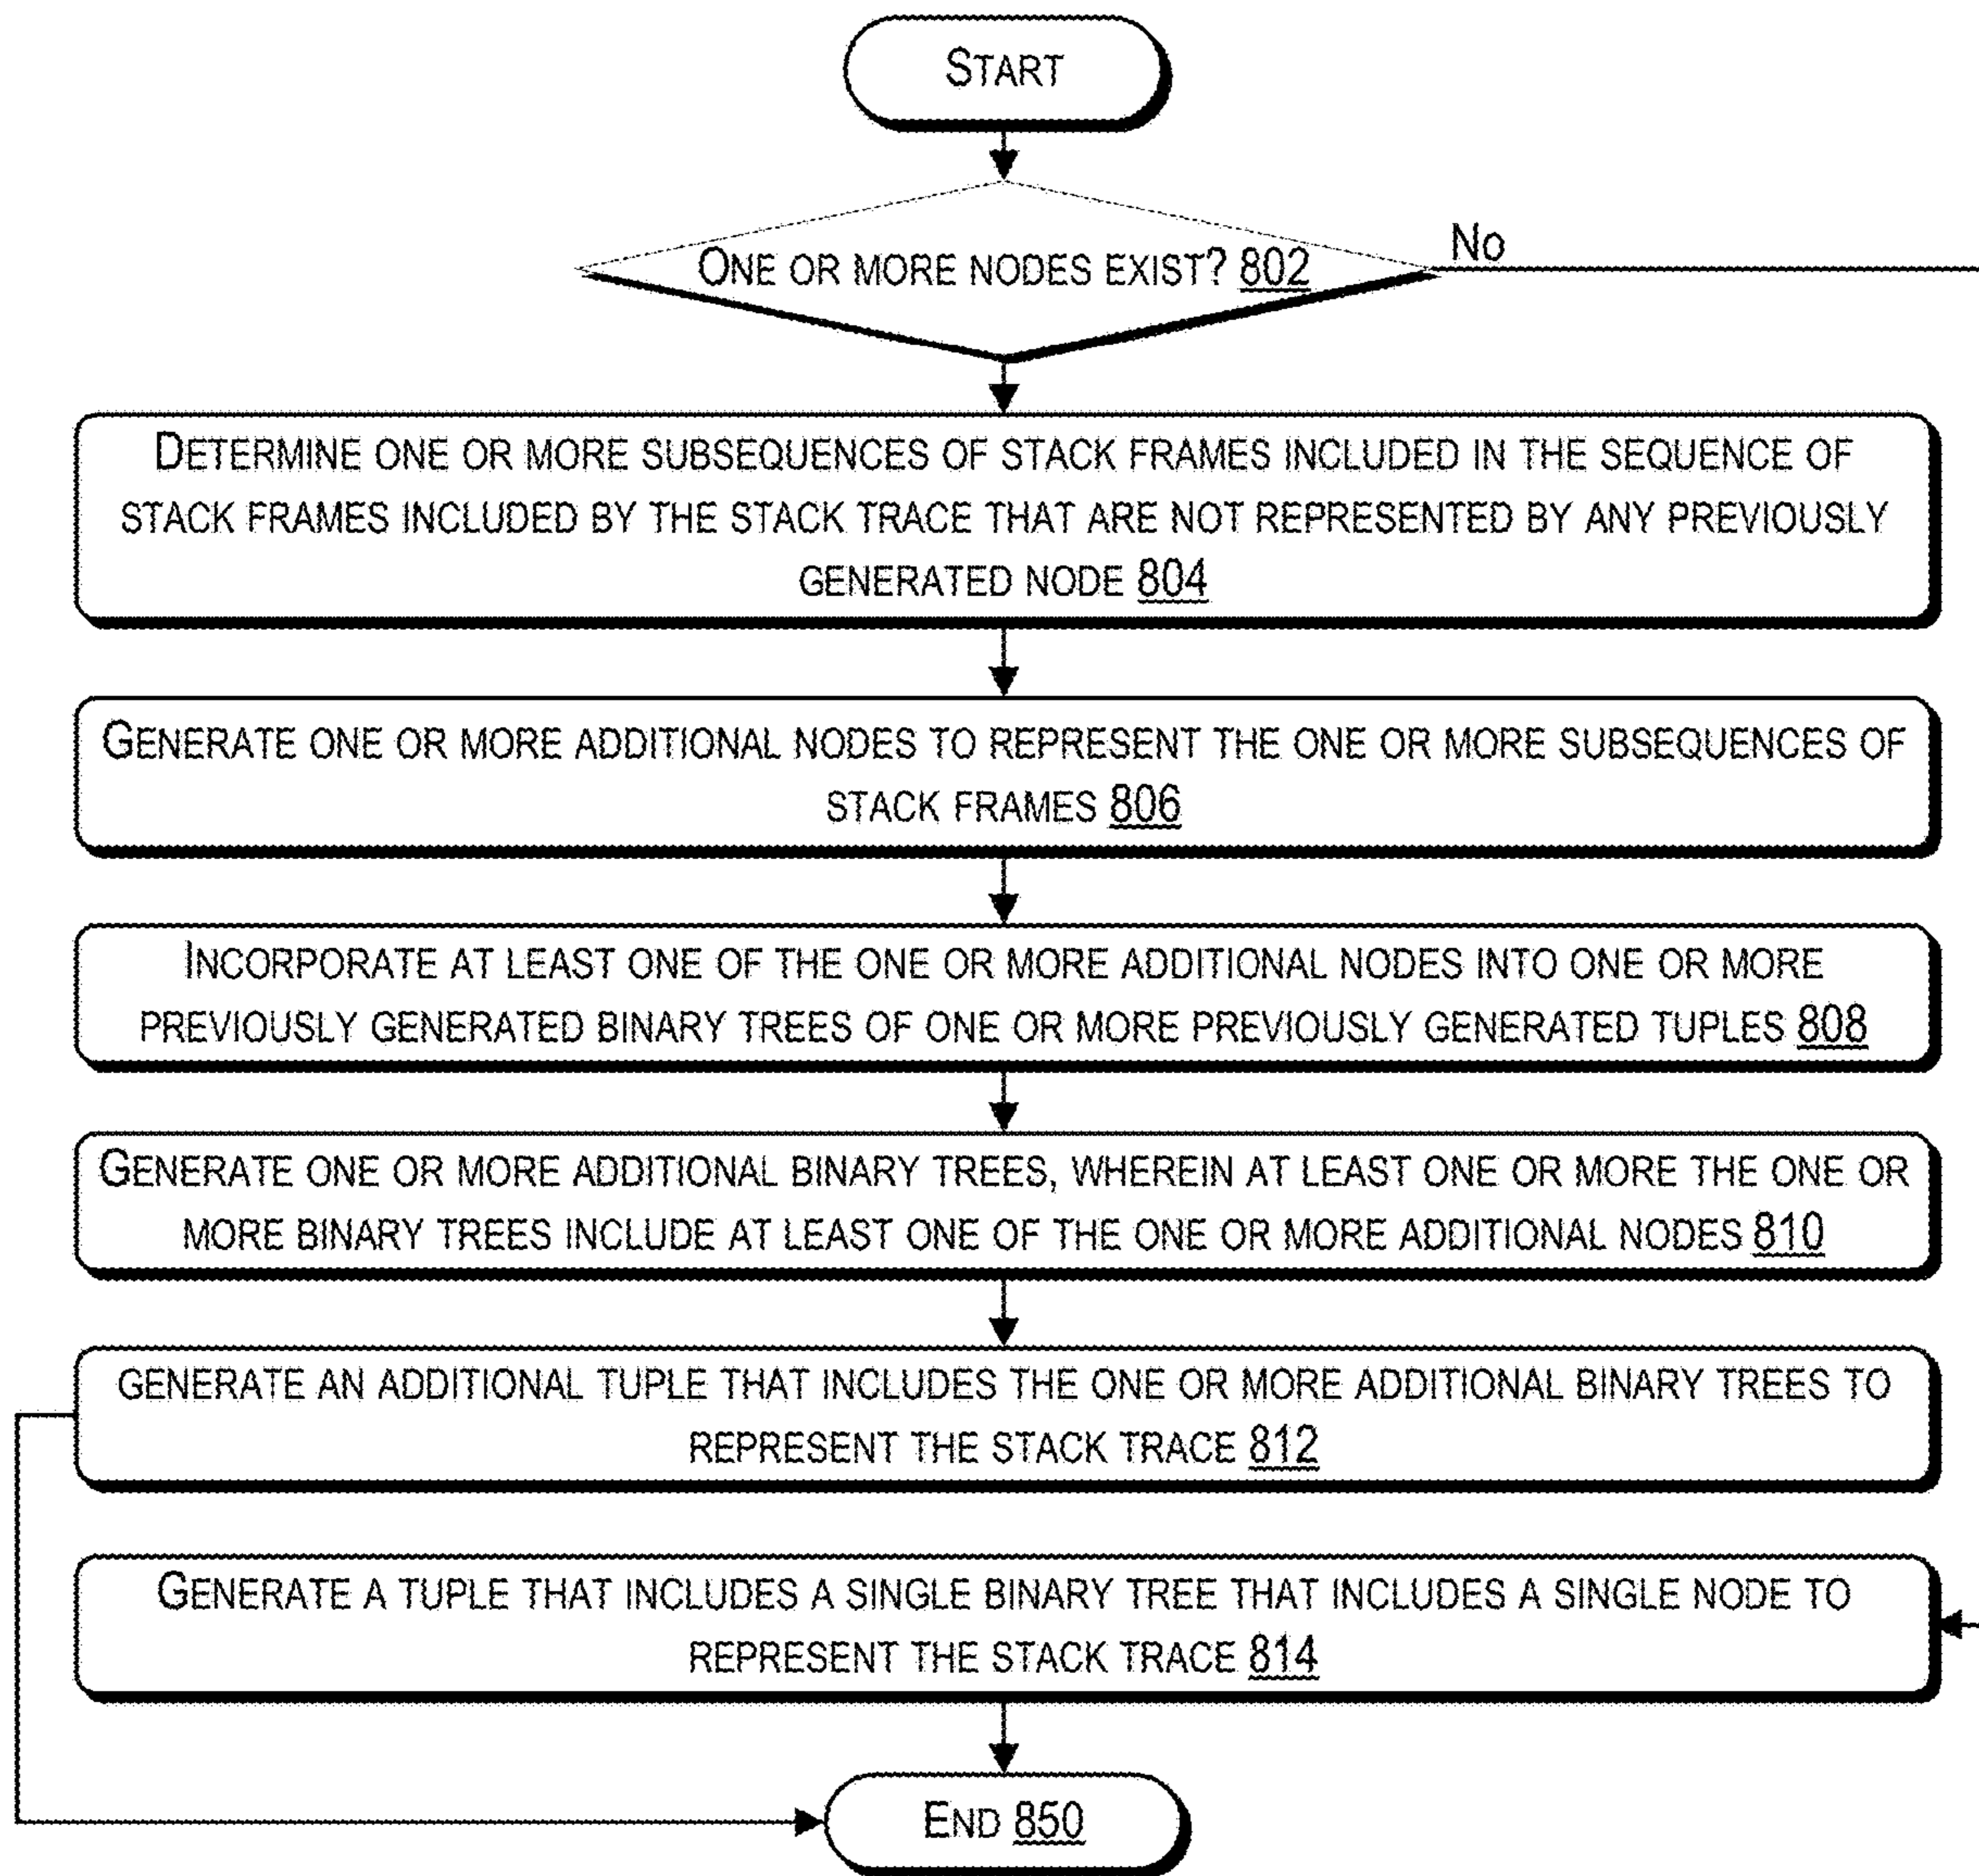 START
ONE OR MORE NODES EXIST? 802
NO
DETERMINE ONE OR MORE SUBSEQUENCES OF STACK FRAMES INCLUDED IN THE SEQUENCE OF
STACK FRAMES INCLUDED BY THE STACK TRACE THAT ARE NOT REPRESENTED BY ANY PREVIOUSLY
GENERATED NODE 804
GENERATE ONE OR MORE ADDITIONAL NODES TO REPRESENT THE ONE OR MORE SUBSEQUENCES OF
STACK FRAMES 806
INCORPORATE AT LEAST ONE OF THE ONE OR MORE ADDITIONAL NODES INTO ONE OR MORE
PREVIOUSLY GENERATED BINARY TREES OF ONE OR MORE PREVIOUSLY GENERATED TUPLES 808
GENERATE ONE OR MORE ADDITIONAL BINARY TREES, WHEREIN AT LEAST ONE OR MORE THE ONE OR
MORE BINARY TREES INCLUDE AT LEAST ONE OF THE ONE OR MORE ADDITIONAL NODES 810
GENERATE AN ADDITIONAL TUPLE THAT INCLUDES THE ONE OR MORE ADDITIONAL BINARY TREES TO
REPRESENT THE STACK TRACE 812
GENERATE A TUPLE THAT INCLUDES A SINGLE BINARY TREE THAT INCLUDES A SINGLE NODE TO
REPRESENT THE STACK TRACE 814
END 850